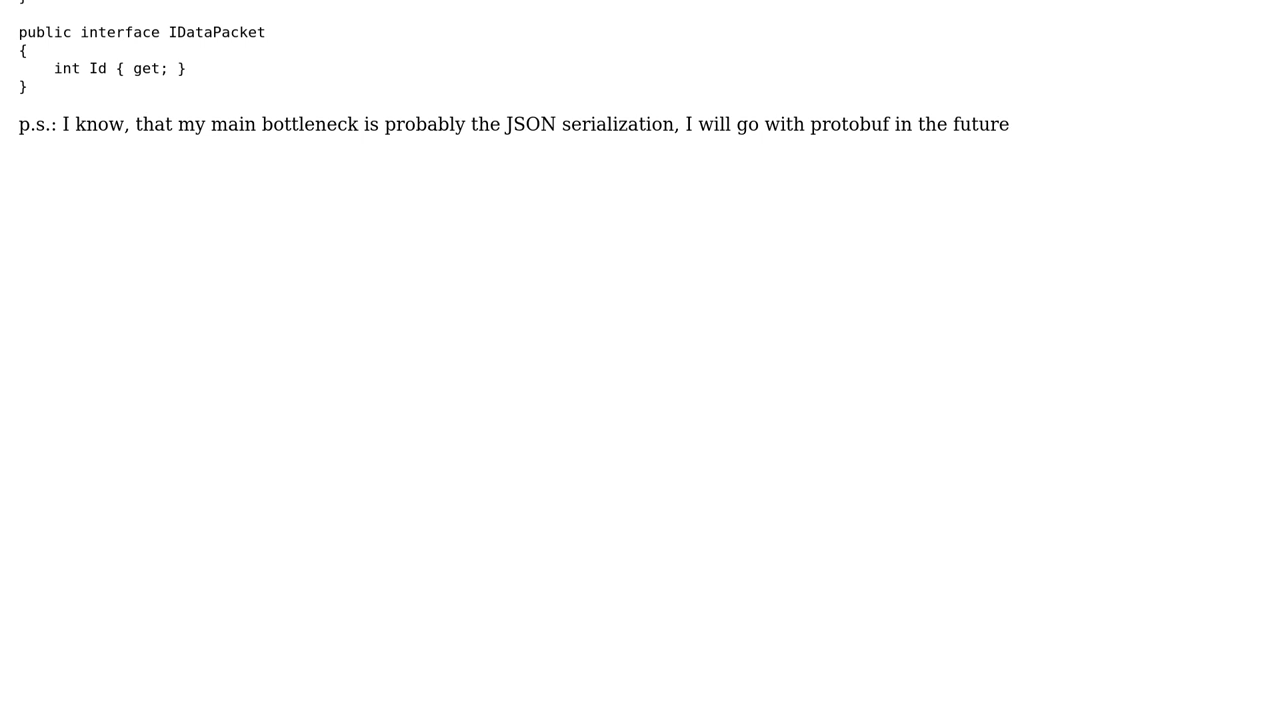 }
public interface IDataPacket
{
    int Id { get; }
}
p.s.: I know, that my main bottleneck is probably the JSON serialization, I will go with protobuf in the future